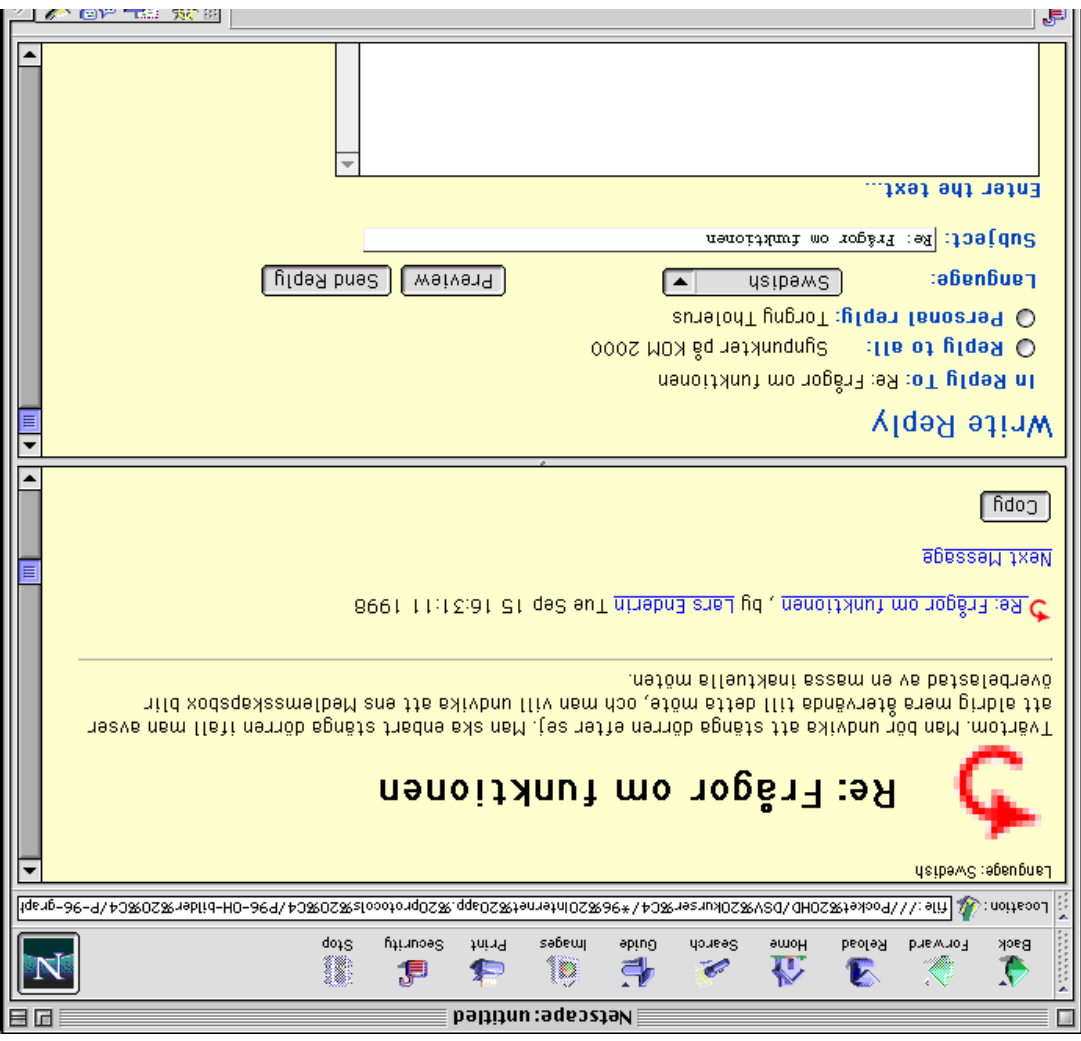 Netscape: untitled
Back Forward Reload Home Search Guide Images Print Security Stop
Location: file:///Pocket%20HD/DSV%20kurser%C4/*96%20Internet%20app.%20protocols%20%C4/P96-OH-bilder%20%C4/P-96-grapt
Language: Swedish
Re: Frågor om funktionen
Tvärtom. Man bör undvika att stänga dörren efter sej. Man ska enbart stänga dörren ifall man avser
att aldrig mera återvända till detta möte, och man vill undvika att ens Medlemsskapsbox blir
överbelastad av en massa inaktuella möten.
Re: Frågor om funktionen , by Lars Enderin Tue Sep 15 16:31:11 1998
Next Message
Copy
Write Reply
In Reply To: Re: Frågor om funktionen
Reply to all: Synpunkter på KOM 2000
Personal reply: Torgny Tholerus
Language: Swedish Preview Send Reply
Subject: Re: Frågor om funktionen
Enter the text...